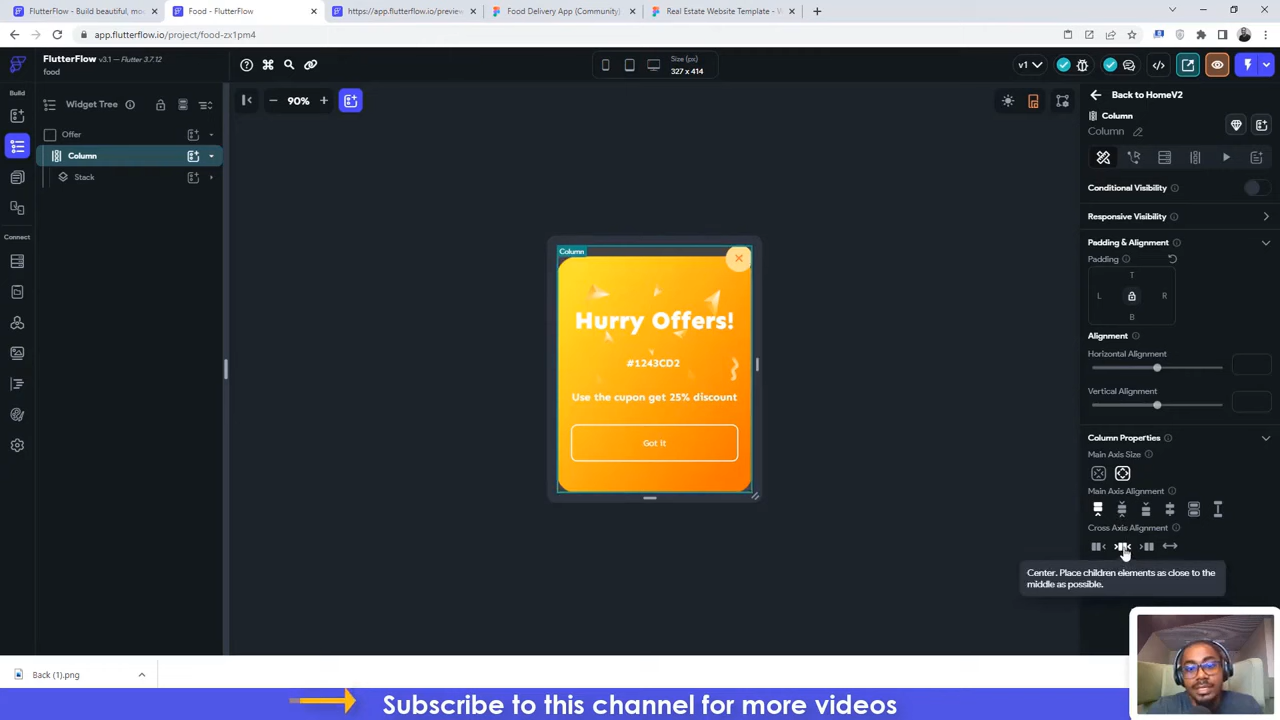 FlutterFlow - Build beautiful, mo
Food - FlutterFlow
https://app.flutterflow.io/preview
Food Delivery App (Community)
Real Estate Website Template - W
app.flutterflow.io/project/food-zx1pm4
FlutterFlow v3.1 – Flutter 3.7.12
food
Size (px)
327 x 414
v1
Build
Widget Tree
90%
Back to HomeV2
Offer
Column
Column
Column
Stack
Conditional Visibility
Responsive Visibility
Connect
Padding & Alignment
Padding
Column
T
L
R
B
Hurry Offers!
Alignment
Horizontal Alignment
#1243CD2
Vertical Alignment
Use the cupon get 25% discount
Column Properties
Got It
Main Axis Size
Main Axis Alignment
Cross Axis Alignment
Center. Place children elements as close to the
middle as possible.
Back (1).png
Subscribe to this channel for more videos